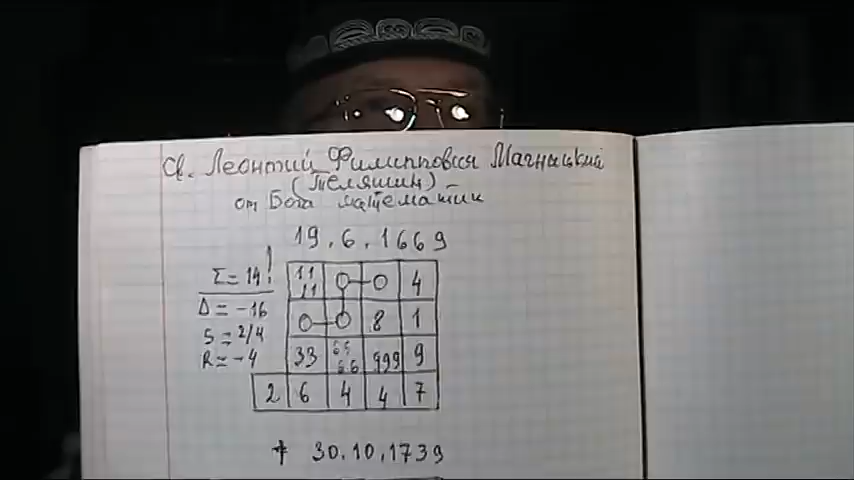 Св. Леонтий Филиппович Магницкий
(Теляшин)
от Бога математик
19.6.1669
Σ = 14!
Δ = -16
S = 2/4
R = -4
11 11 0 0 4
0 0 8 1
33 66 66 999 9
2 6 4 4 7
+ 30.10.1739